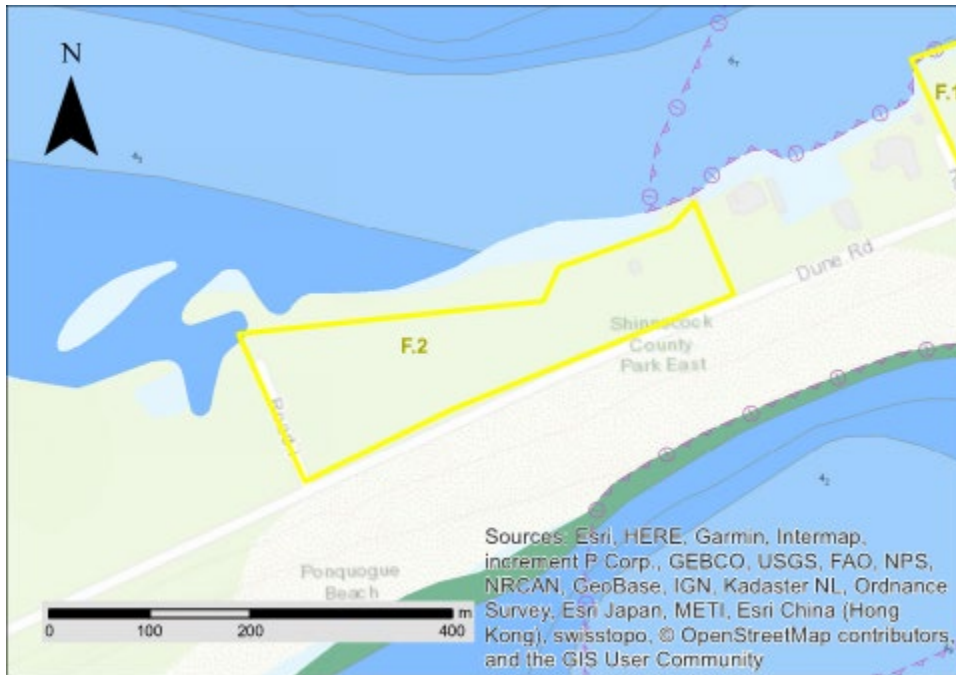 N
F.1
Dune Rd
F.2
Shinnecock
County
Park East
Road I
Ponquogue
Beach
Sources: Esri, HERE, Garmin, Intermap,
increment P Corp., GEBCO, USGS, FAO, NPS,
NRCAN, GeoBase, IGN, Kadaster NL, Ordnance
Survey, Esri Japan, METI, Esri China (Hong
Kong), swisstopo, © OpenStreetMap contributors,
and the GIS User Community
m
0 100 200 400